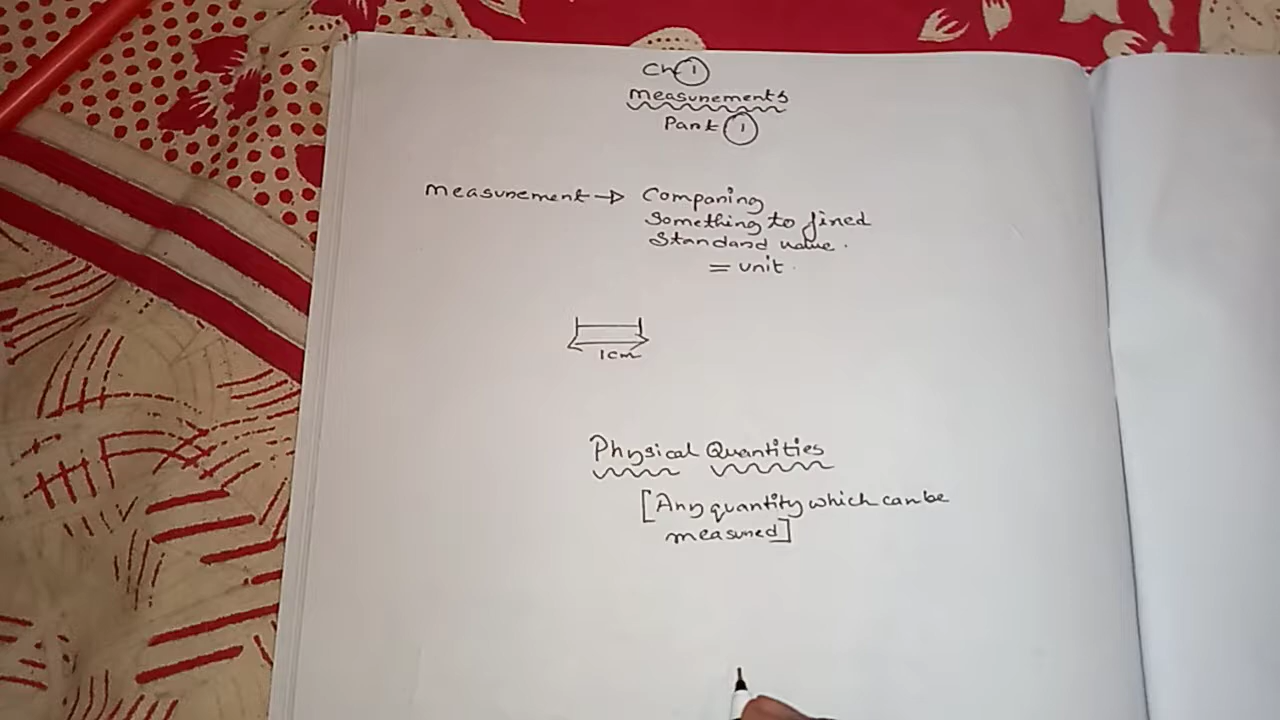 Ch 1
Measurements
Part 1
Measurement → Comparing
Something to fixed
Standard value.
= unit.
1cm
Physical Quantities
[Any quantity which can be
measured]